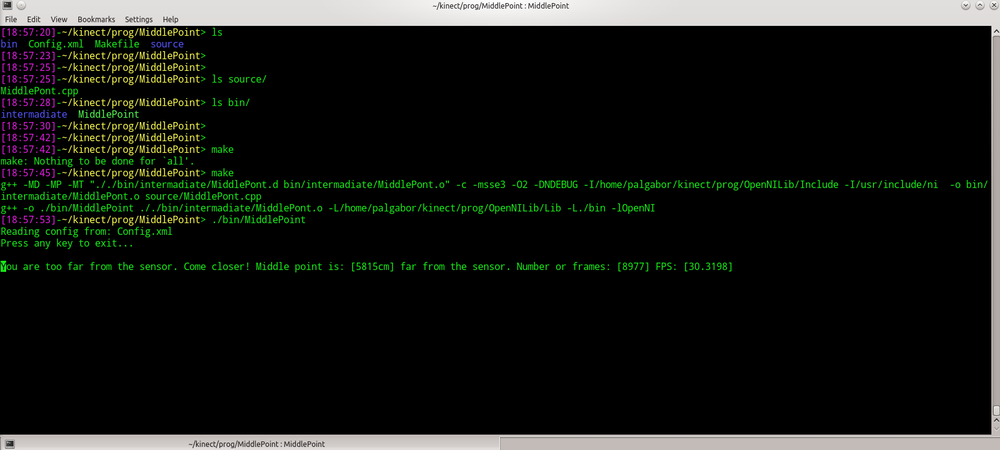 ~/kinect/prog/MiddlePoint : MiddlePoint
File Edit View Bookmarks Settings Help
[18:57:20]-~/kinect/prog/MiddlePoint> ls
bin  Config.xml  Makefile  source
[18:57:23]-~/kinect/prog/MiddlePoint>
[18:57:25]-~/kinect/prog/MiddlePoint>
[18:57:25]-~/kinect/prog/MiddlePoint> ls source/
MiddlePont.cpp
[18:57:28]-~/kinect/prog/MiddlePoint> ls bin/
intermadiate  MiddlePoint
[18:57:30]-~/kinect/prog/MiddlePoint>
[18:57:42]-~/kinect/prog/MiddlePoint>
[18:57:42]-~/kinect/prog/MiddlePoint> make
make: Nothing to be done for `all'.
[18:57:45]-~/kinect/prog/MiddlePoint> make
g++ -MD -MP -MT "././bin/intermadiate/MiddlePont.d bin/intermadiate/MiddlePont.o" -c -msse3 -O2 -DNDEBUG -I/home/palgabor/kinect/prog/OpenNILib/Include -I/usr/include/ni  -o bin/
intermadiate/MiddlePont.o source/MiddlePont.cpp
g++ -o ./bin/MiddlePoint ././bin/intermadiate/MiddlePont.o -L/home/palgabor/kinect/prog/OpenNILib/Lib -L./bin -lOpenNI
[18:57:53]-~/kinect/prog/MiddlePoint> ./bin/MiddlePoint
Reading config from: Config.xml
Press any key to exit...
You are too far from the sensor. Come closer! Middle point is: [5815cm] far from the sensor. Number or frames: [8977] FPS: [30.3198]
~/kinect/prog/MiddlePoint : MiddlePoint